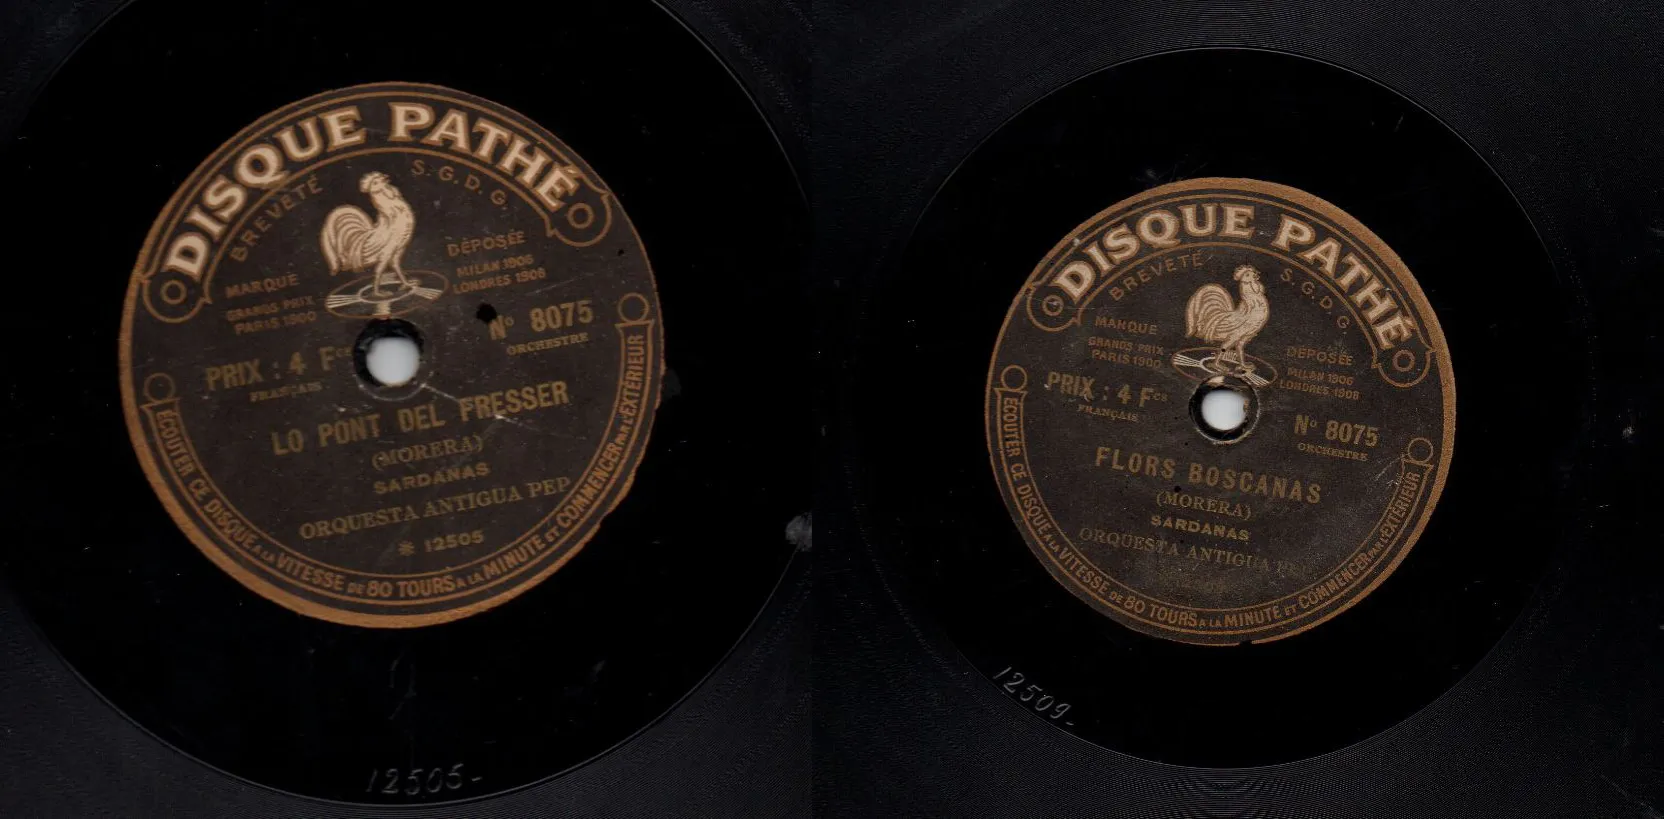 DISQUE PATHÉ
BREVETÉ S.G.D.G.
MARQUE DÉPOSÉE
GRANDS PRIX
PARIS 1900
MILAN 1906
LONDRES 1908
PRIX : 4 Fcs
FRANÇAIS
No 8075
ORCHESTRE
LO PONT DEL FRESSER
(MORERA)
SARDANAS
ORQUESTA ANTIGUA PEP
12505
ÉCOUTER CE DISQUE A LA VITESSE DE 80 TOURS A LA MINUTE ET COMMENCER PAR L'EXTÉRIEUR
12505-
DISQUE PATHÉ
BREVETÉ S.G.D.G.
MARQUE DÉPOSÉE
GRANDS PRIX
PARIS 1900
MILAN 1906
LONDRES 1908
PRIX : 4 Fcs
FRANÇAIS
No 8075
ORCHESTRE
FLORS BOSCANAS
(MORERA)
SARDANAS
ORQUESTA ANTIGUA
ÉCOUTER CE DISQUE A LA VITESSE DE 80 TOURS A LA MINUTE ET COMMENCER PAR L'EXTÉRIEUR
12509-